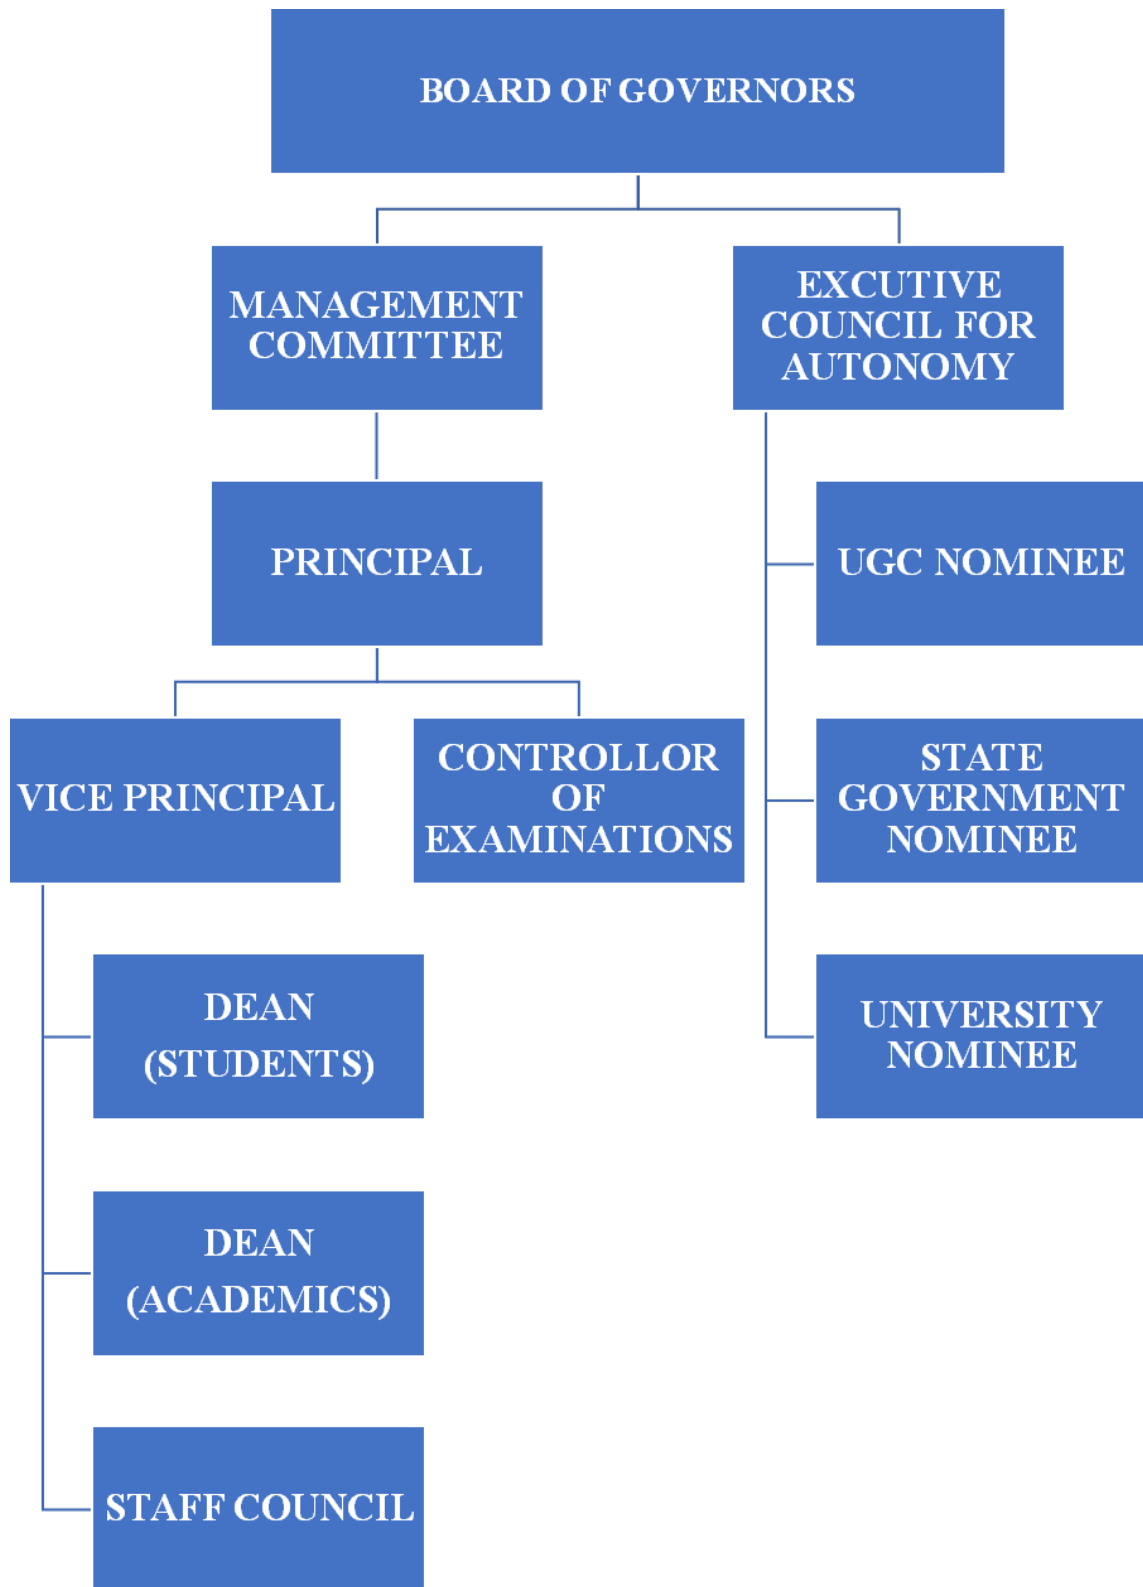 BOARD OF GOVERNORS
MANAGEMENT
COMMITTEE
EXCUTIVE
COUNCIL FOR
AUTONOMY
PRINCIPAL
UGC NOMINEE
VICE PRINCIPAL
CONTROLLOR
OF
EXAMINATIONS
STATE
GOVERNMENT
NOMINEE
DEAN
(STUDENTS)
UNIVERSITY
NOMINEE
DEAN
(ACADEMICS)
STAFF COUNCIL